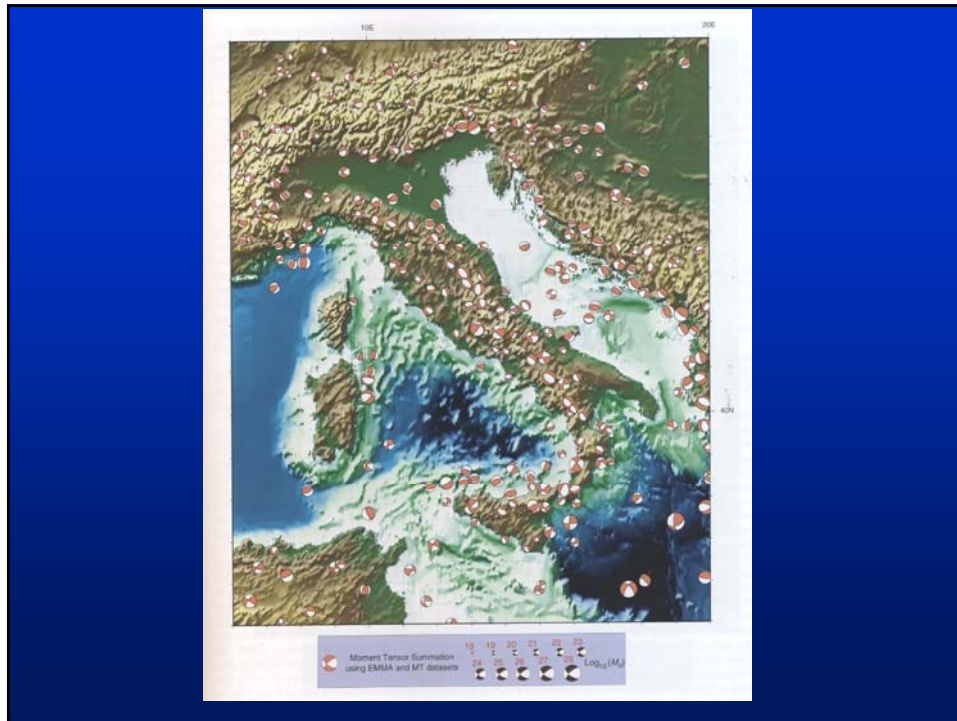 10E
20E
40N
Moment Tensor Summation
using EMMA and MT datasets
18 19 20 21 22 23
24 25 26 27 28
Log₁₀(M₀)